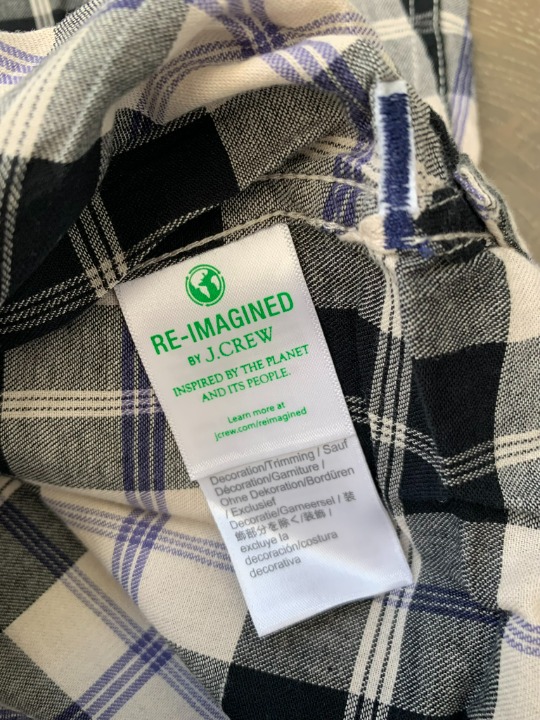 RE-IMAGINED
BY J.CREW
INSPIRED BY THE PLANET
AND ITS PEOPLE.
Learn more at
jcrew.com/reimagined
Decoration/Trimming / Sauf
Décoration/Garniture /
Ohne Dekoration/Bordüren
/ Exclusief
Decoratie/Garneersel / 装
飾部分を除く/装飾 /
excluye la
decoración/costura
decorativa